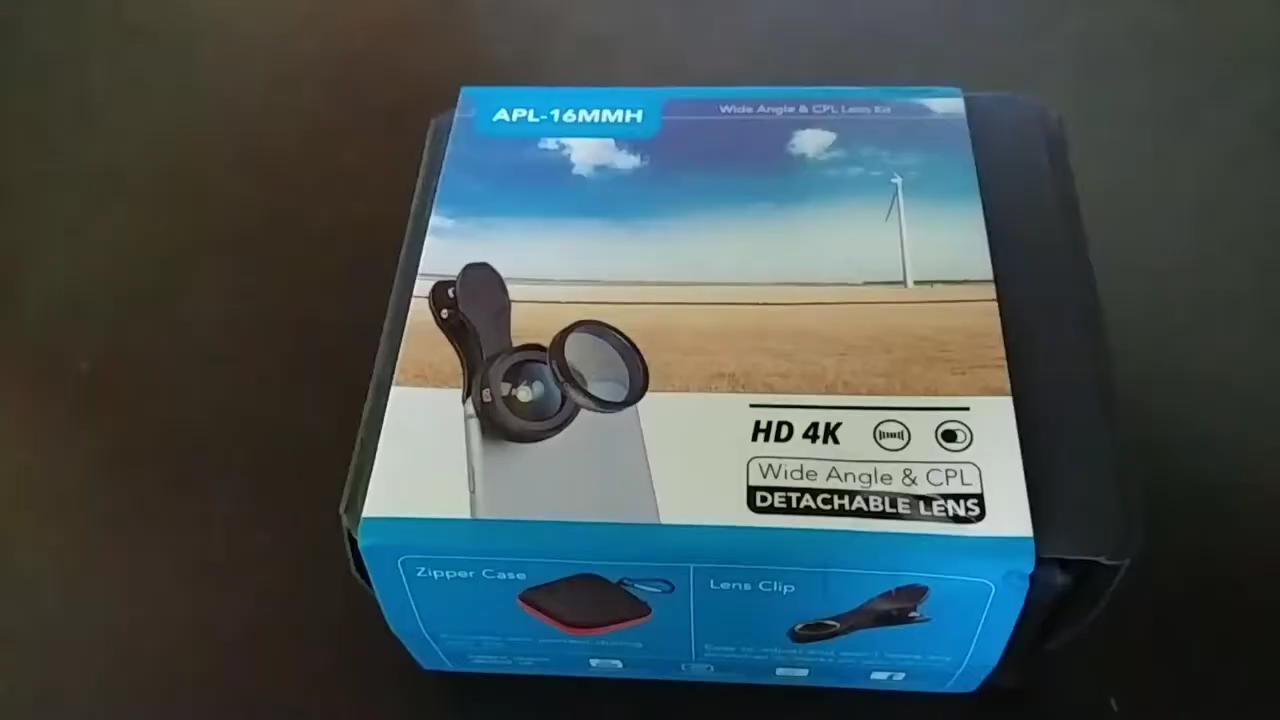 APL-16MMH
Wide Angle & CPL Lens Kit
HD 4K
Wide Angle & CPL
DETACHABLE LENS
Zipper Case
Lens Clip